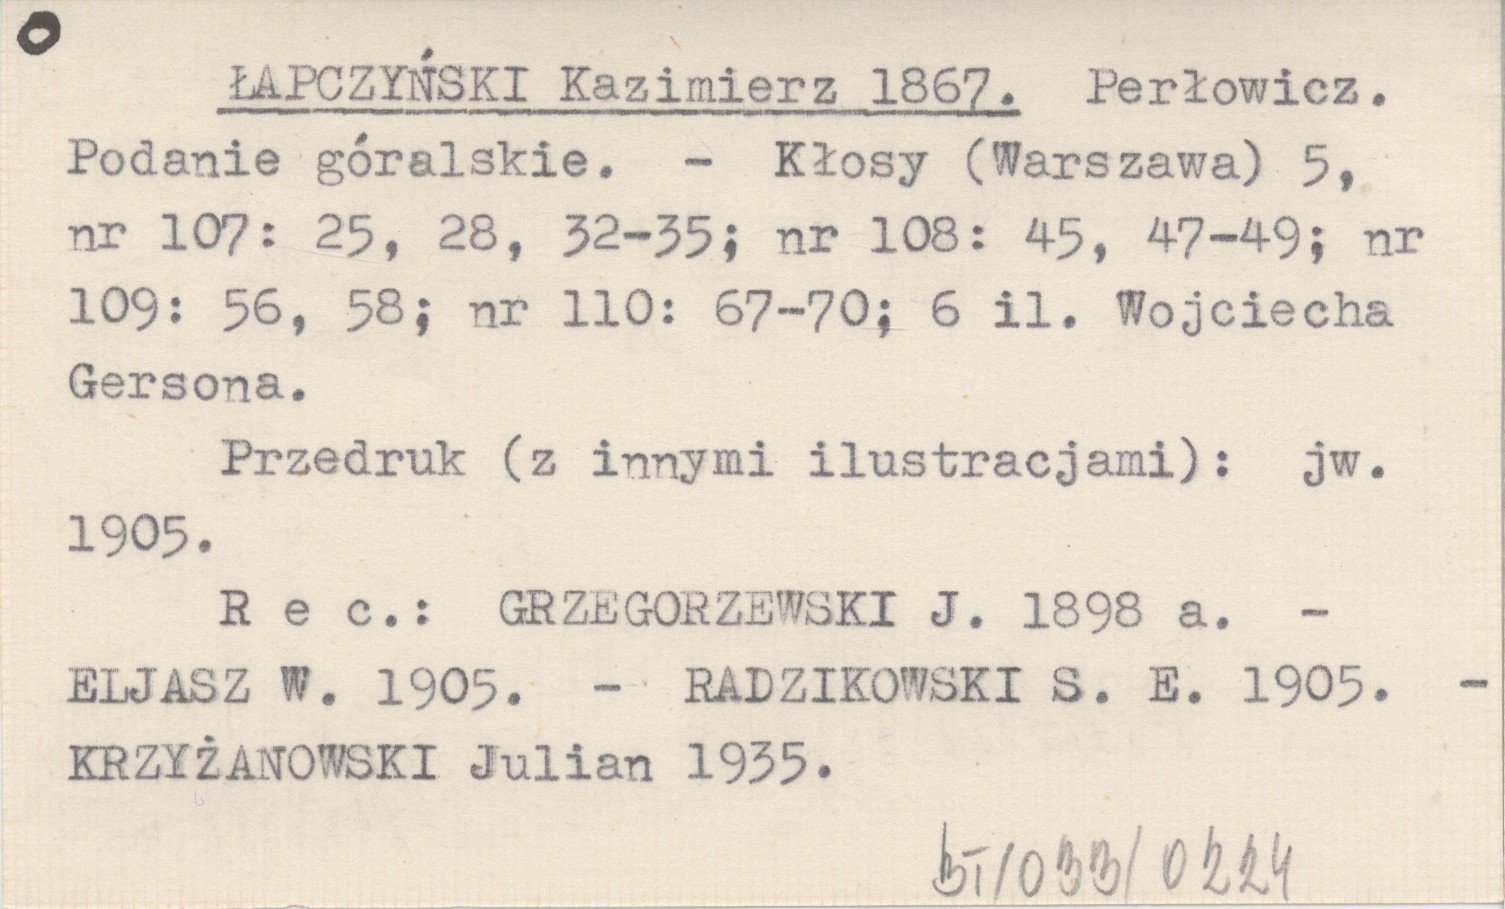 ŁAPCZYŃSKI Kazimierz 1867. Perłowicz.
Podanie góralskie. - Kłosy (Warszawa) 5,
nr 107: 25, 28, 32-35; nr 108: 45, 47-49; nr
109: 56, 58; nr 110: 67-70; 6 il. Wojciecha
Gersona.
Przedruk (z innymi ilustracjami): jw.
1905.
R e c.: GRZEGORZEWSKI J. 1898 a. -
ELJASZ W. 1905. - RADZIKOWSKI S. E. 1905. -
KRZYŻANOWSKI Julian 1935.
bT/033/0224